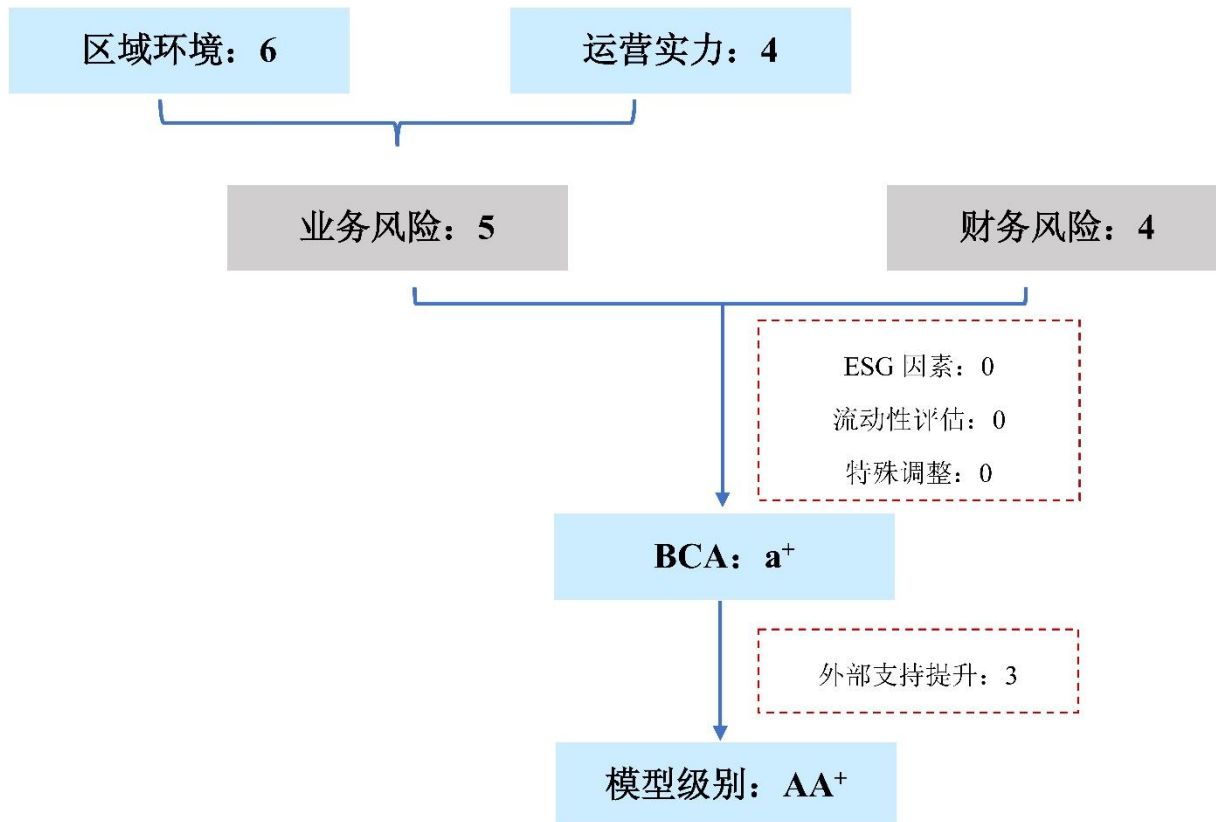 区域环境：6
运营实力：4
业务风险：5
财务风险：4
ESG 因素：0
流动性评估：0
特殊调整：0
BCA：a⁺
外部支持提升：3
模型级别：AA⁺